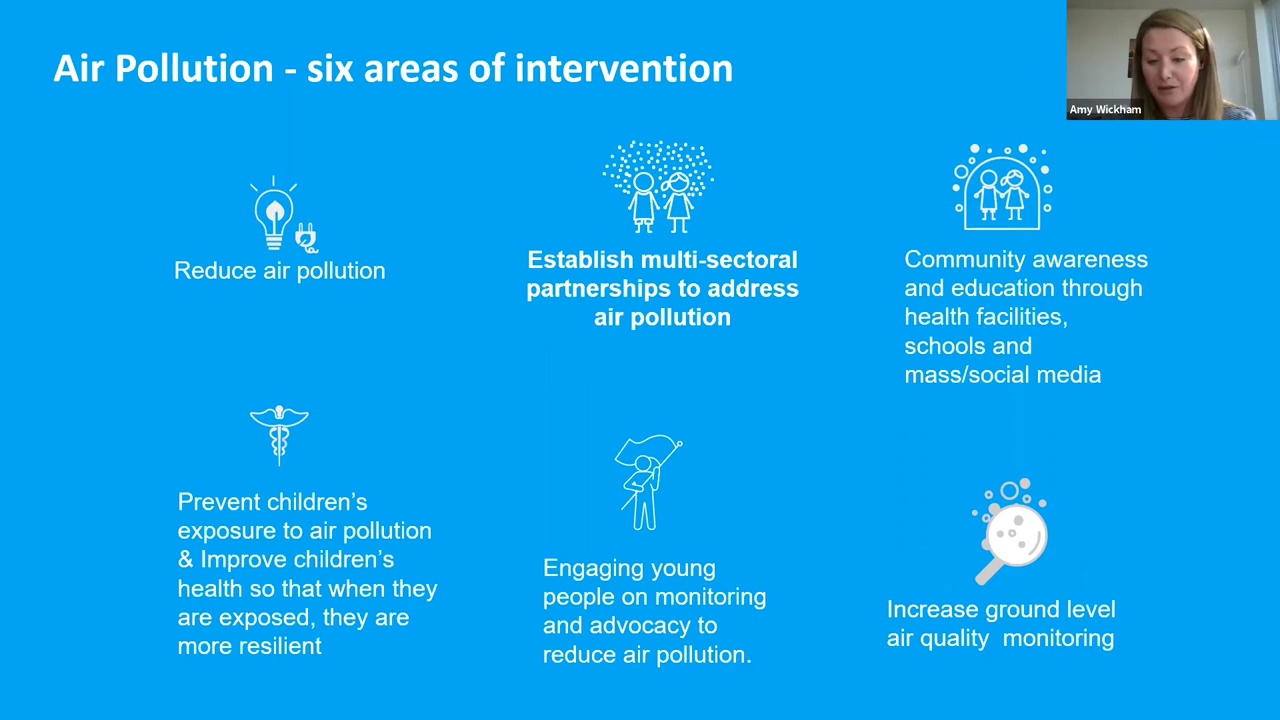 Air Pollution - six areas of intervention
Amy Wickham
Reduce air pollution
Establish multi-sectoral
partnerships to address
air pollution
Community awareness
and education through
health facilities,
schools and
mass/social media
Prevent children’s
exposure to air pollution
& Improve children’s
health so that when they
are exposed, they are
more resilient
Engaging young
people on monitoring
and advocacy to
reduce air pollution.
Increase ground level
air quality  monitoring